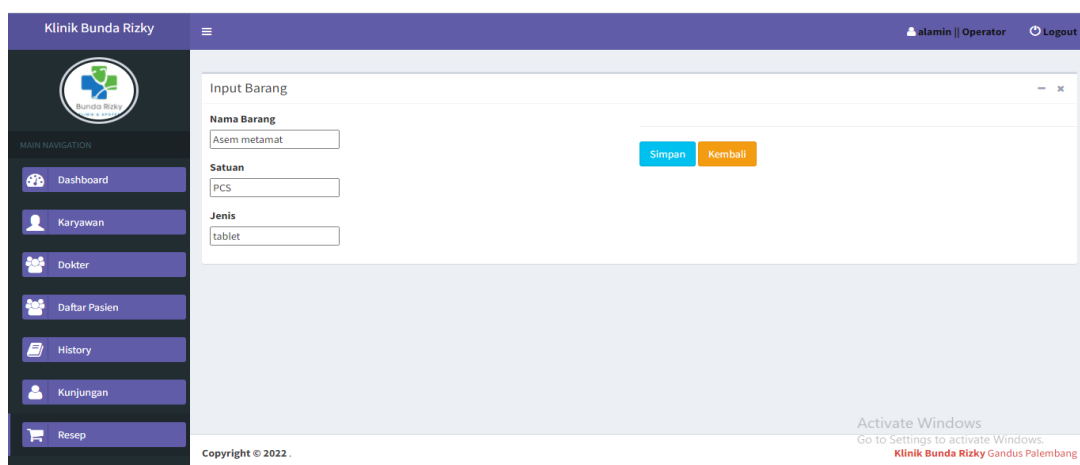 Klinik Bunda Rizky
alamin || Operator
Logout
Bunda Rizky
MAIN NAVIGATION
Dashboard
Karyawan
Dokter
Daftar Pasien
History
Kunjungan
Resep
Input Barang
Nama Barang
Asem metamat
Satuan
PCS
Jenis
tablet
Simpan
Kembali
Activate Windows
Go to Settings to activate Windows.
Copyright © 2022 .
Klinik Bunda Rizky Gandus Palembang